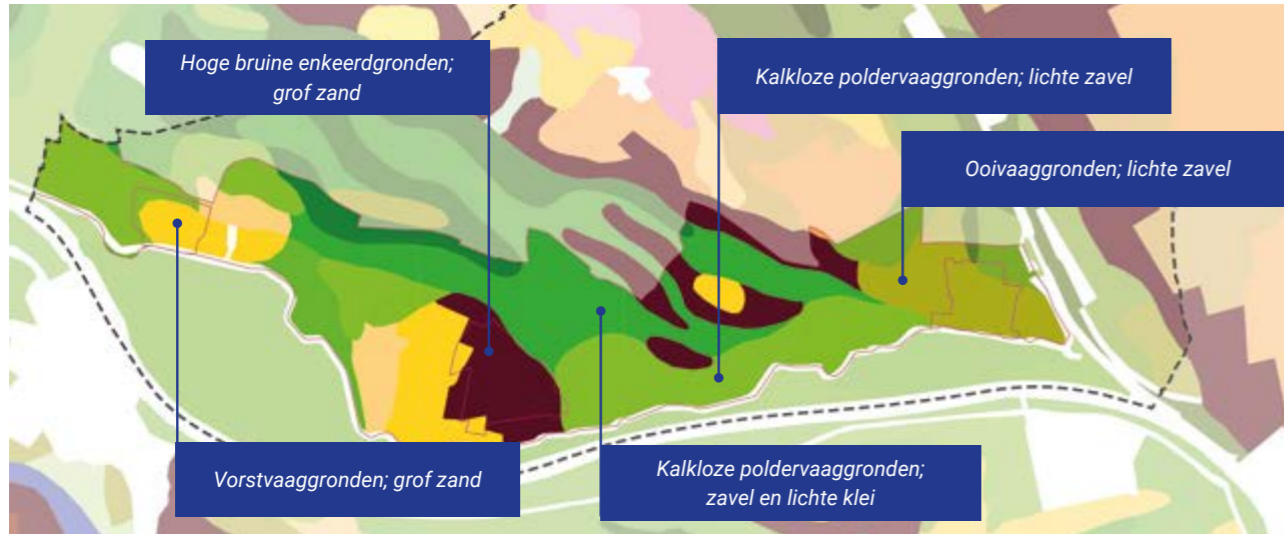 Hoge bruine enkeerdgronden;
grof zand
Kalkloze poldervaaggronden; lichte zavel
Ooivaaggronden; lichte zavel
Vorstvaaggronden; grof zand
Kalkloze poldervaaggronden;
zavel en lichte klei